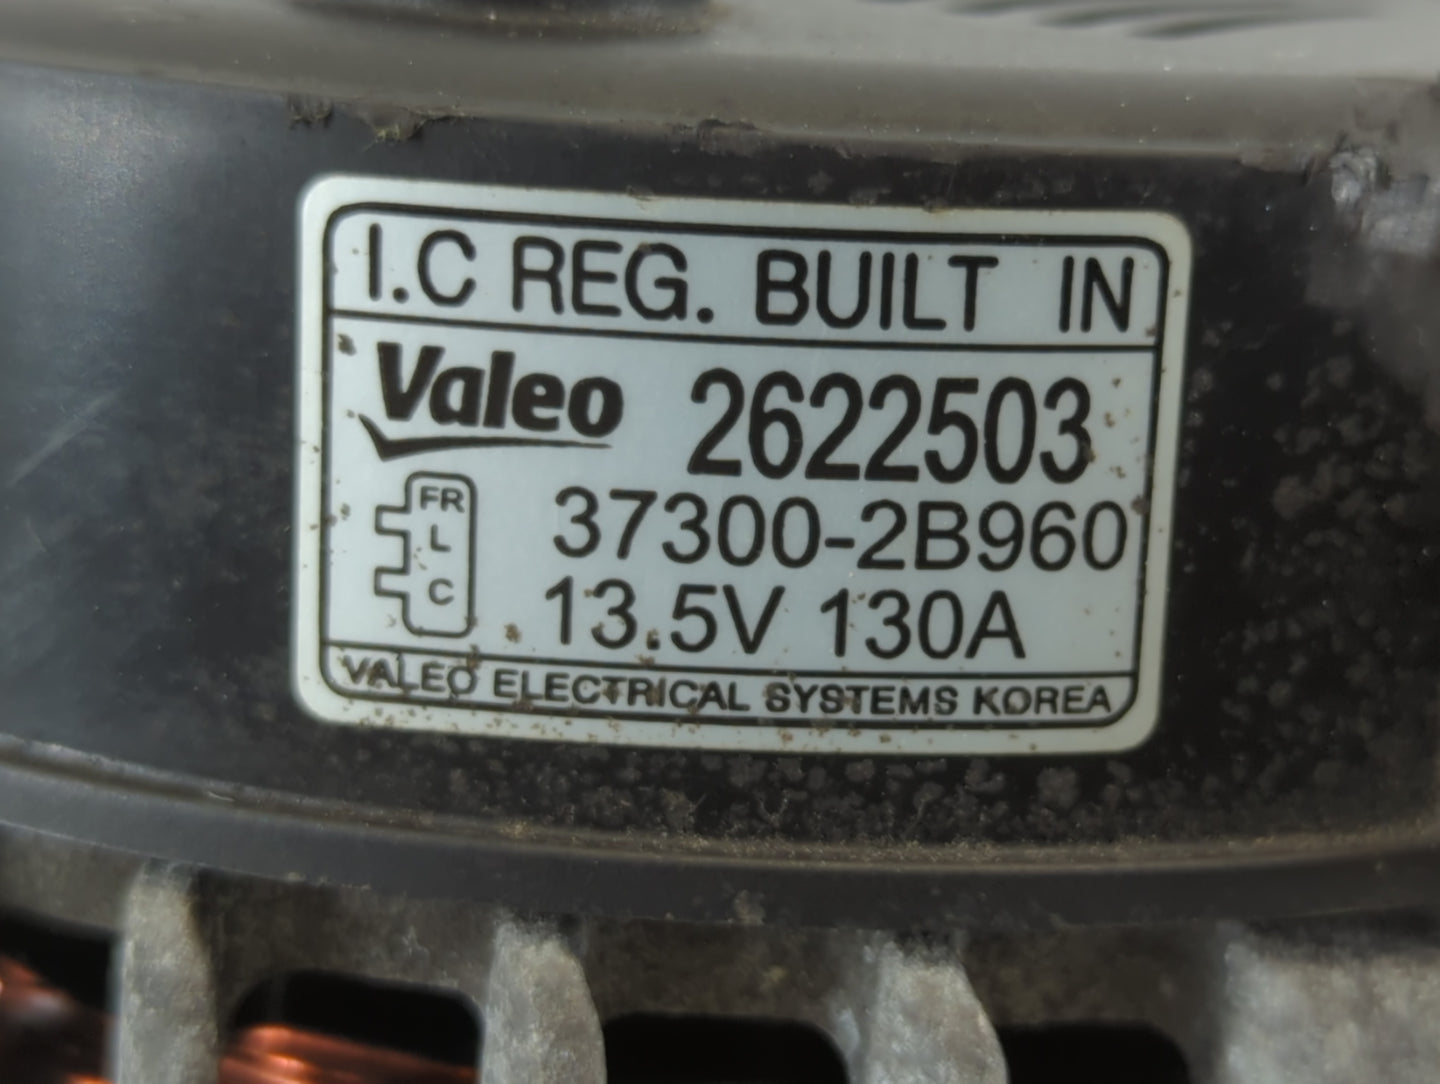 I.C REG. BUILT IN
Valeo 2622503
FR
L
C
37300-2B960
13.5V 130A
VALEO ELECTRICAL SYSTEMS KOREA